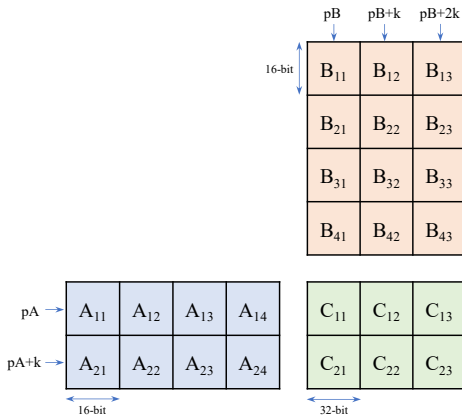 pB pB+k pB+2k
16-bit B₁₁ B₁₂ B₁₃
B₂₁ B₂₂ B₂₃
B₃₁ B₃₂ B₃₃
B₄₁ B₄₂ B₄₃
pA A₁₁ A₁₂ A₁₃ A₁₄ C₁₁ C₁₂ C₁₃
pA+k A₂₁ A₂₂ A₂₃ A₂₄ C₂₁ C₂₂ C₂₃
16-bit 32-bit